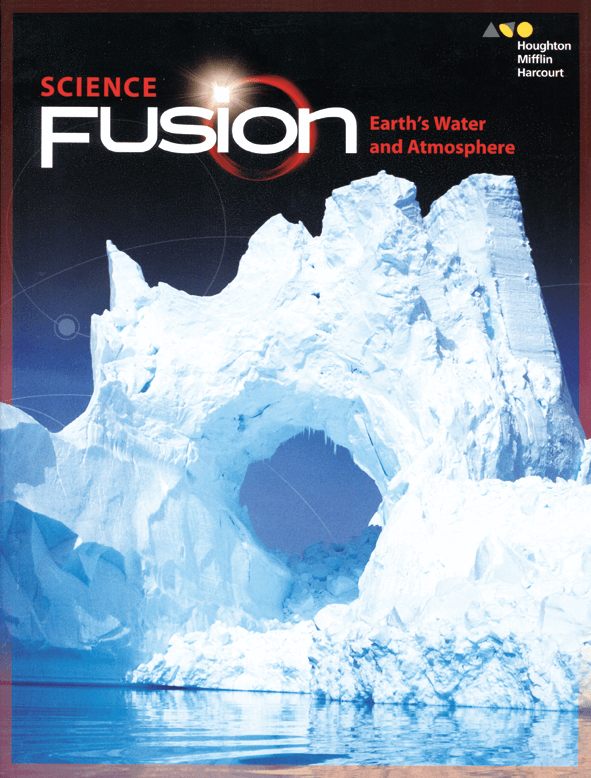 Houghton
Mifflin
Harcourt
SCIENCE
FUSION
Earth's Water
and Atmosphere